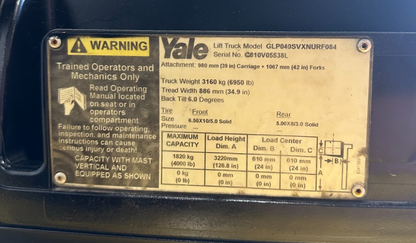 WARNING
Trained Operators and
Mechanics Only
Read Operating
Manual located
on seat or in
operators
compartment
Failure to follow operating,
inspection, and maintenance
instructions can cause
serious injury or death!
CAPACITY WITH MAST
VERTICAL AND
EQUIPPED AS SHOWN
Yale Lift Truck Model GLP040SVXNURF084
Serial No.
Attachment: 980 mm (39 in) Carriage + 1067 mm (42 in) Forks
Truck Weight 3160 kg (6950 lb)
Tread Width 886 mm (34.9 in)
Back Tilt 6.0 Degrees
Tire Front Rear
Size 6.00X10/5.0 Solid 5.00X8/3.0 Solid
Pressure
MAXIMUM CAPACITY Load Height Dim. A Load Center Dim. B Dim. C
1820 kg 3220mm 610 mm 610 mm
(4000 lb) (126.8 in) (24 in) (24 in)
0 kg 0 mm 0 mm 0 mm
(0 lb) (0 in) (0 in) (0 in)
A
B
C